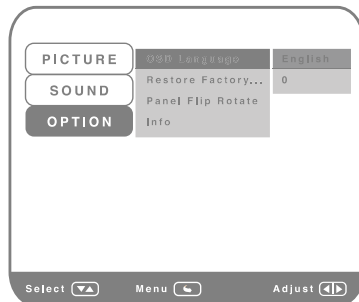 PICTURE
SOUND
OPTION
OSD Language English
Restore Factory... 0
Panel Flip Rotate
Info
Select Menu Adjust